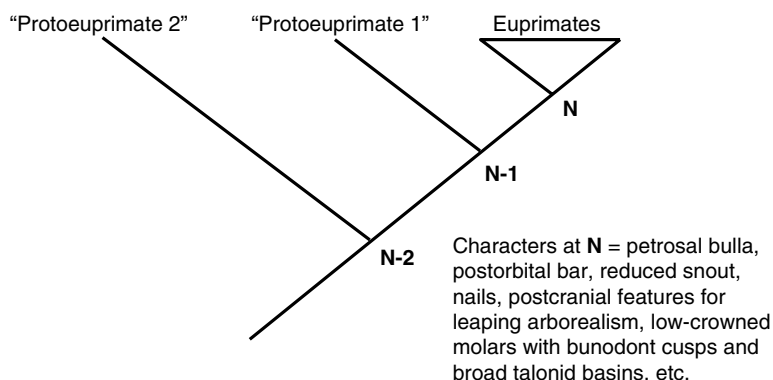 “Protoeuprimate 2” “Protoeuprimate 1” Euprimates
N
N-1
N-2
Characters at N = petrosal bulla,
postorbital bar, reduced snout,
nails, postcranial features for
leaping arborealism, low-crowned
molars with bunodont cusps and
broad talonid basins, etc.